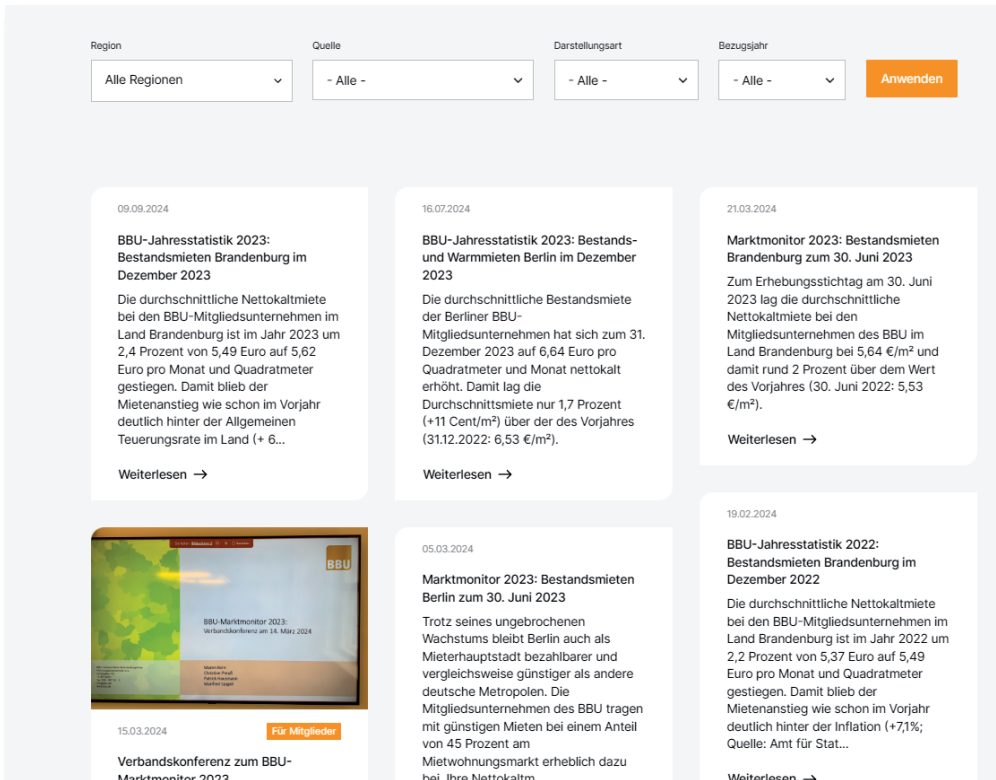 Region
Quelle
Darstellungsart
Bezugsjahr
Alle Regionen
- Alle -
- Alle -
- Alle -
Anwenden
09.09.2024
BBU-Jahresstatistik 2023:
Bestandsmieten Brandenburg im
Dezember 2023
Die durchschnittliche Nettokaltmiete
bei den BBU-Mitgliedsunternehmen im
Land Brandenburg ist im Jahr 2023 um
2,4 Prozent von 5,49 Euro auf 5,62
Euro pro Monat und Quadratmeter
gestiegen. Damit blieb der
Mietenanstieg wie schon im Vorjahr
deutlich hinter der Allgemeinen
Teuerungsrate im Land (+ 6...
Weiterlesen →
16.07.2024
BBU-Jahresstatistik 2023: Bestands-
und Warmmieten Berlin im Dezember
2023
Die durchschnittliche Bestandsmiete
der Berliner BBU-
Mitgliedsunternehmen hat sich zum 31.
Dezember 2023 auf 6,64 Euro pro
Quadratmeter und Monat nettokalt
erhöht. Damit lag die
Durchschnittsmiete nur 1,7 Prozent
(+11 Cent/m²) über der des Vorjahres
(31.12.2022: 6,53 €/m²).
Weiterlesen →
21.03.2024
Marktmonitor 2023: Bestandsmieten
Brandenburg zum 30. Juni 2023
Zum Erhebungsstichtag am 30. Juni
2023 lag die durchschnittliche
Nettokaltmiete bei den
Mitgliedsunternehmen des BBU im
Land Brandenburg bei 5,64 €/m² und
damit rund 2 Prozent über dem Wert
des Vorjahres (30. Juni 2022: 5,53
€/m²).
Weiterlesen →
BBU
BBU-Marktmonitor 2023:
Verbandskonferenz am 14. März 2024
15.03.2024
Für Mitglieder
Verbandskonferenz zum BBU-
Marktmonitor 2023
05.03.2024
Marktmonitor 2023: Bestandsmieten
Berlin zum 30. Juni 2023
Trotz seines ungebrochenen
Wachstums bleibt Berlin auch als
Mieterhauptstadt bezahlbarer und
vergleichsweise günstiger als andere
deutsche Metropolen. Die
Mitgliedsunternehmen des BBU tragen
mit günstigen Mieten bei einem Anteil
von 45 Prozent am
Mietwohnungsmarkt erheblich dazu
bei. Ihre Nettokaltm
19.02.2024
BBU-Jahresstatistik 2022:
Bestandsmieten Brandenburg im
Dezember 2022
Die durchschnittliche Nettokaltmiete
bei den BBU-Mitgliedsunternehmen im
Land Brandenburg ist im Jahr 2022 um
2,2 Prozent von 5,37 Euro auf 5,49
Euro pro Monat und Quadratmeter
gestiegen. Damit blieb der
Mietenanstieg wie schon im Vorjahr
deutlich hinter der Inflation (+7,1%;
Quelle: Amt für Stat...
Weiterlesen →